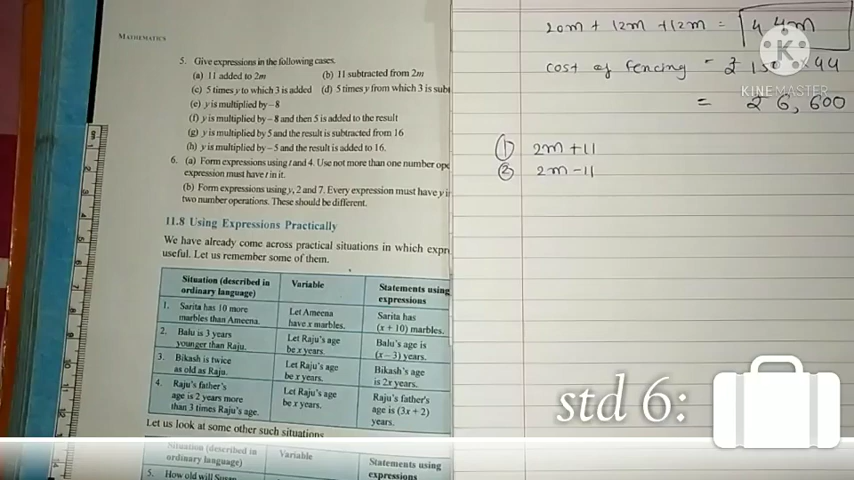 MATHEMATICS
5. Give expressions in the following cases.
(a) 11 added to 2m (b) 11 subtracted from 2m
(c) 5 times y to which 3 is added (d) 5 times y from which 3 is subt
(e) y is multiplied by – 8
(f) y is multiplied by – 8 and then 5 is added to the result
(g) y is multiplied by 5 and the result is subtracted from 16
(h) y is multiplied by – 5 and the result is added to 16.
6. (a) Form expressions using t and 4. Use not more than one number ope
expression must have t in it.
(b) Form expressions using y, 2 and 7. Every expression must have y in
two number operations. These should be different.
11.8 Using Expressions Practically
We have already come across practical situations in which expr
useful. Let us remember some of them.
Situation (described in ordinary language) Variable Statements using expressions
1. Sarita has 10 more marbles than Ameena. Let Ameena have x marbles. Sarita has (x + 10) marbles.
2. Balu is 3 years younger than Raju. Let Raju's age be x years. Balu's age is (x – 3) years.
3. Bikash is twice as old as Raju. Let Raju's age be x years. Bikash's age is 2x years.
4. Raju's father's age is 2 years more than 3 times Raju's age. Let Raju's age be x years. Raju's father's age is (3x + 2) years.
Let us look at some other such situations
Situation (described in ordinary language) Variable Statements using expressions
5. How old will Susan
20m + 12m + 12m =
cost of fencing = ₹ 150 44
= 2 6,600
① 2m + 11
② 2m - 11
K
KINEMASTER
std 6: